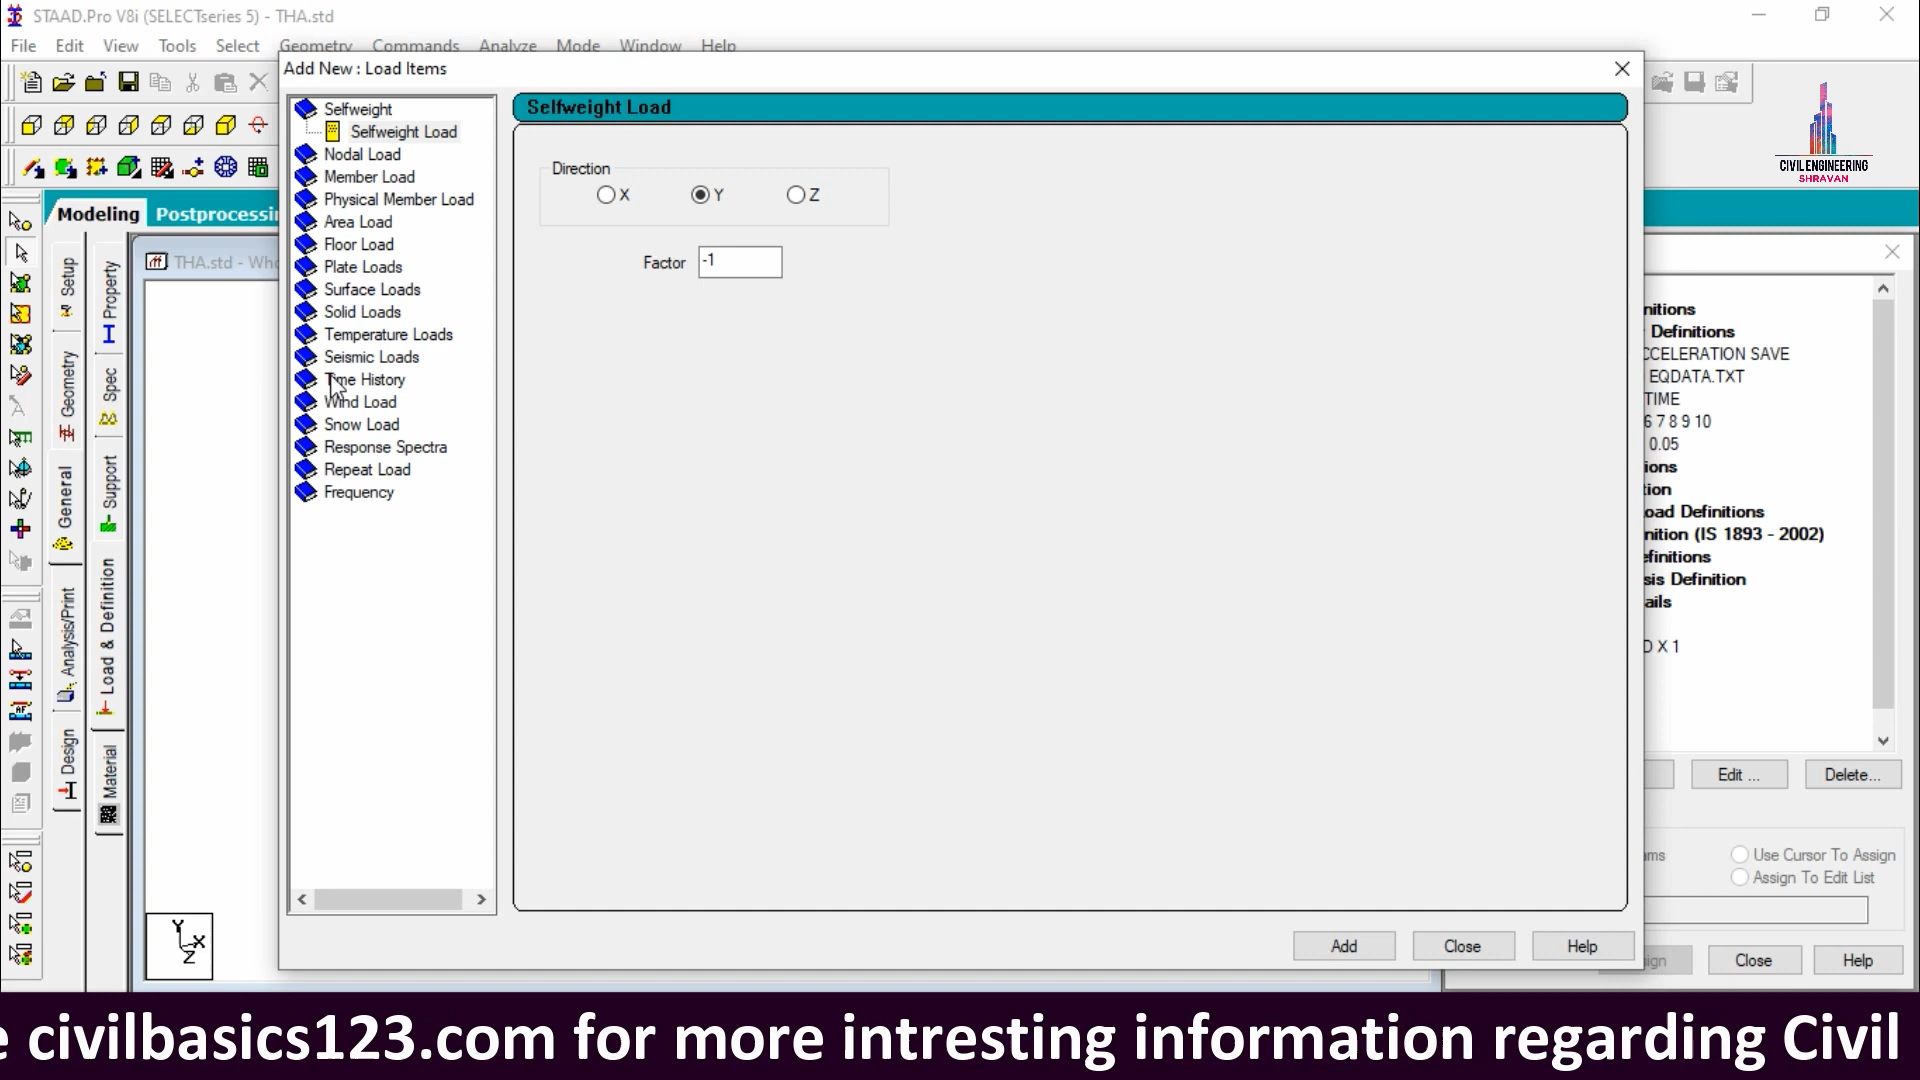 STAAD.Pro V8i (SELECTseries 5) - THA.std
File Edit View Tools Select Geometry Commands Analyze Mode Window Help
Add New : Load Items
Selfweight
Selfweight Load
Nodal Load
Member Load
Physical Member Load
Area Load
Floor Load
Plate Loads
Surface Loads
Solid Loads
Temperature Loads
Seismic Loads
Time History
Wind Load
Snow Load
Response Spectra
Repeat Load
Frequency
Selfweight Load
Direction
X Y Z
Factor -1
Add Close Help
CIVIL ENGINEERING
SHRAVAN
Modeling Postprocessin
THA.std - Who
Setup
Geometry
General
Analysis/Print
Design
Property
Spec
Support
Load & Definition
Material
AF
Y
X
Z
nitions
Definitions
CCELERATION SAVE
EQDATA.TXT
TIME
6 7 8 9 10
0.05
ions
tion
oad Definitions
nition (IS 1893 - 2002)
efinitions
sis Definition
ails
D X 1
Edit ... Delete...
ms Use Cursor To Assign
Assign To Edit List
ign Close Help
e civilbasics123.com for more intresting information regarding Civil